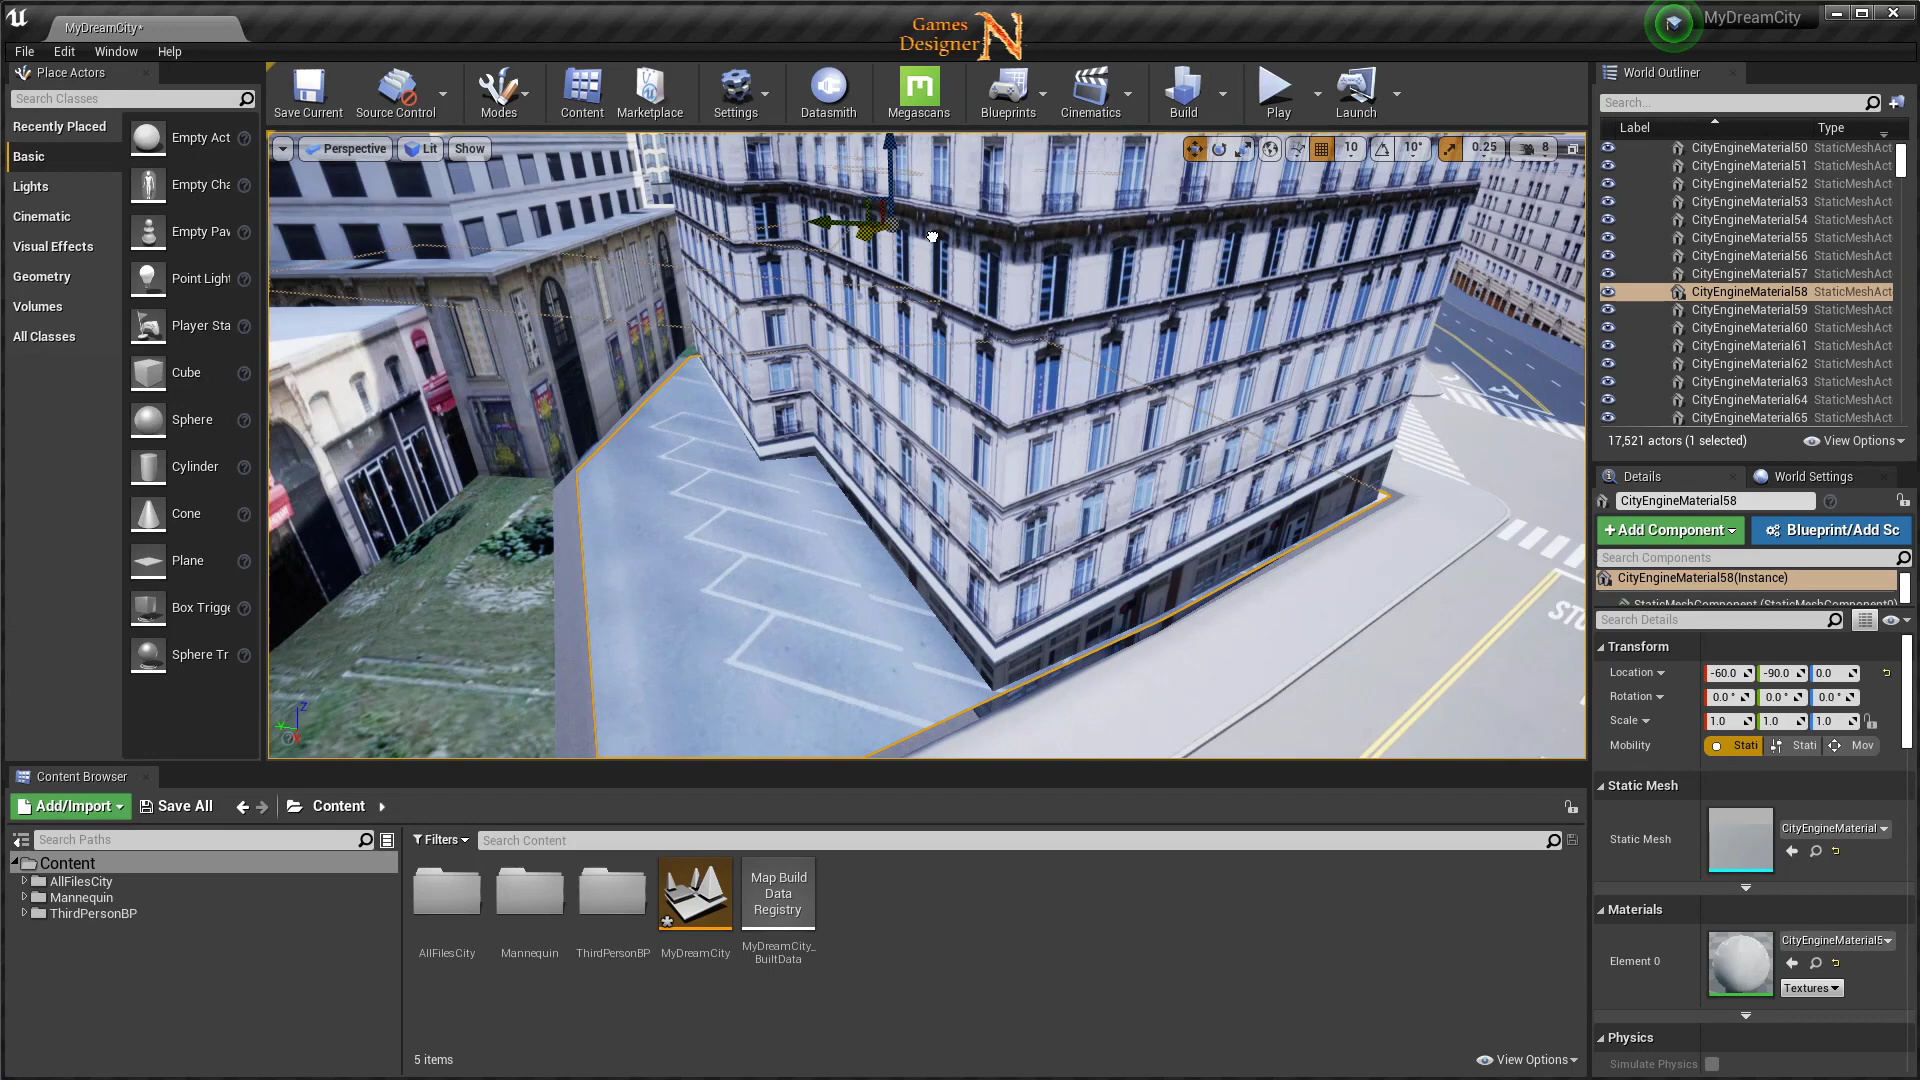 MyDreamCity*
Games
Designer N
MyDreamCity
File Edit Window Help
Place Actors
Search Classes
Recently Placed
Basic
Lights
Cinematic
Visual Effects
Geometry
Volumes
All Classes
Empty Act
Empty Cha
Empty Pav
Point Light
Player Sta
Cube
Sphere
Cylinder
Cone
Plane
Box Trigge
Sphere Tr
Save Current Source Control Modes Content Marketplace Settings Datasmith Megascans Blueprints Cinematics Build Play Launch
Perspective Lit Show
10 10° 0.25 8
STO
World Outliner
Search...
Label Type
CityEngineMaterial50 StaticMeshAct
CityEngineMaterial51 StaticMeshAct
CityEngineMaterial52 StaticMeshAct
CityEngineMaterial53 StaticMeshAct
CityEngineMaterial54 StaticMeshAct
CityEngineMaterial55 StaticMeshAct
CityEngineMaterial56 StaticMeshAct
CityEngineMaterial57 StaticMeshAct
CityEngineMaterial58 StaticMeshAct
CityEngineMaterial59 StaticMeshAct
CityEngineMaterial60 StaticMeshAct
CityEngineMaterial61 StaticMeshAct
CityEngineMaterial62 StaticMeshAct
CityEngineMaterial63 StaticMeshAct
CityEngineMaterial64 StaticMeshAct
CityEngineMaterial65 StaticMeshAct
17,521 actors (1 selected) View Options
Details World Settings
CityEngineMaterial58
+Add Component Blueprint/Add Sc
Search Components
CityEngineMaterial58(Instance)
StaticMeshComponent (StaticMeshComponent0)
Search Details
Transform
Location -60.0 -90.0 0.0
Rotation 0.0° 0.0° 0.0°
Scale 1.0 1.0 1.0
Mobility Stati Stati Mov
Static Mesh
Static Mesh CityEngineMaterial
Materials
Element 0 CityEngineMaterial5
Textures
Physics
Simulate Physics
Content Browser
Add/Import Save All Content
Search Paths
Filters Search Content
Content
AllFilesCity
Mannequin
ThirdPersonBP
Map Build
Data
Registry
AllFilesCity Mannequin ThirdPersonBP MyDreamCity MyDreamCity_
BuiltData
5 items View Options